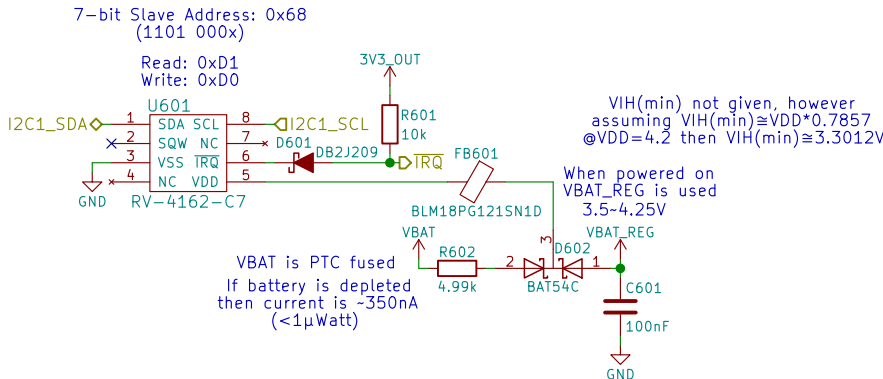 7-bit Slave Address: 0x68
(1101 000x)
Read: 0xD1
Write: 0xD0
3V3_OUT
U601
I2C1_SDA
1 SDA SCL 8
I2C1_SCL
2 SQW NC 7
3 VSS IRQ 6
4 NC VDD 5
RV-4162-C7
GND
R601
10k
D601
DB2J209
IRQ
FB601
BLM18PG121SN1D
VIH(min) not given, however
assuming VIH(min)≅VDD*0.7857
@VDD=4.2 then VIH(min)≅3.3012V
When powered on
VBAT_REG is used
3.5~4.25V
VBAT
R602
4.99k
3
D602
2
1
BAT54C
VBAT_REG
C601
100nF
GND
VBAT is PTC fused
If battery is depleted
then current is ~350nA
(<1µWatt)